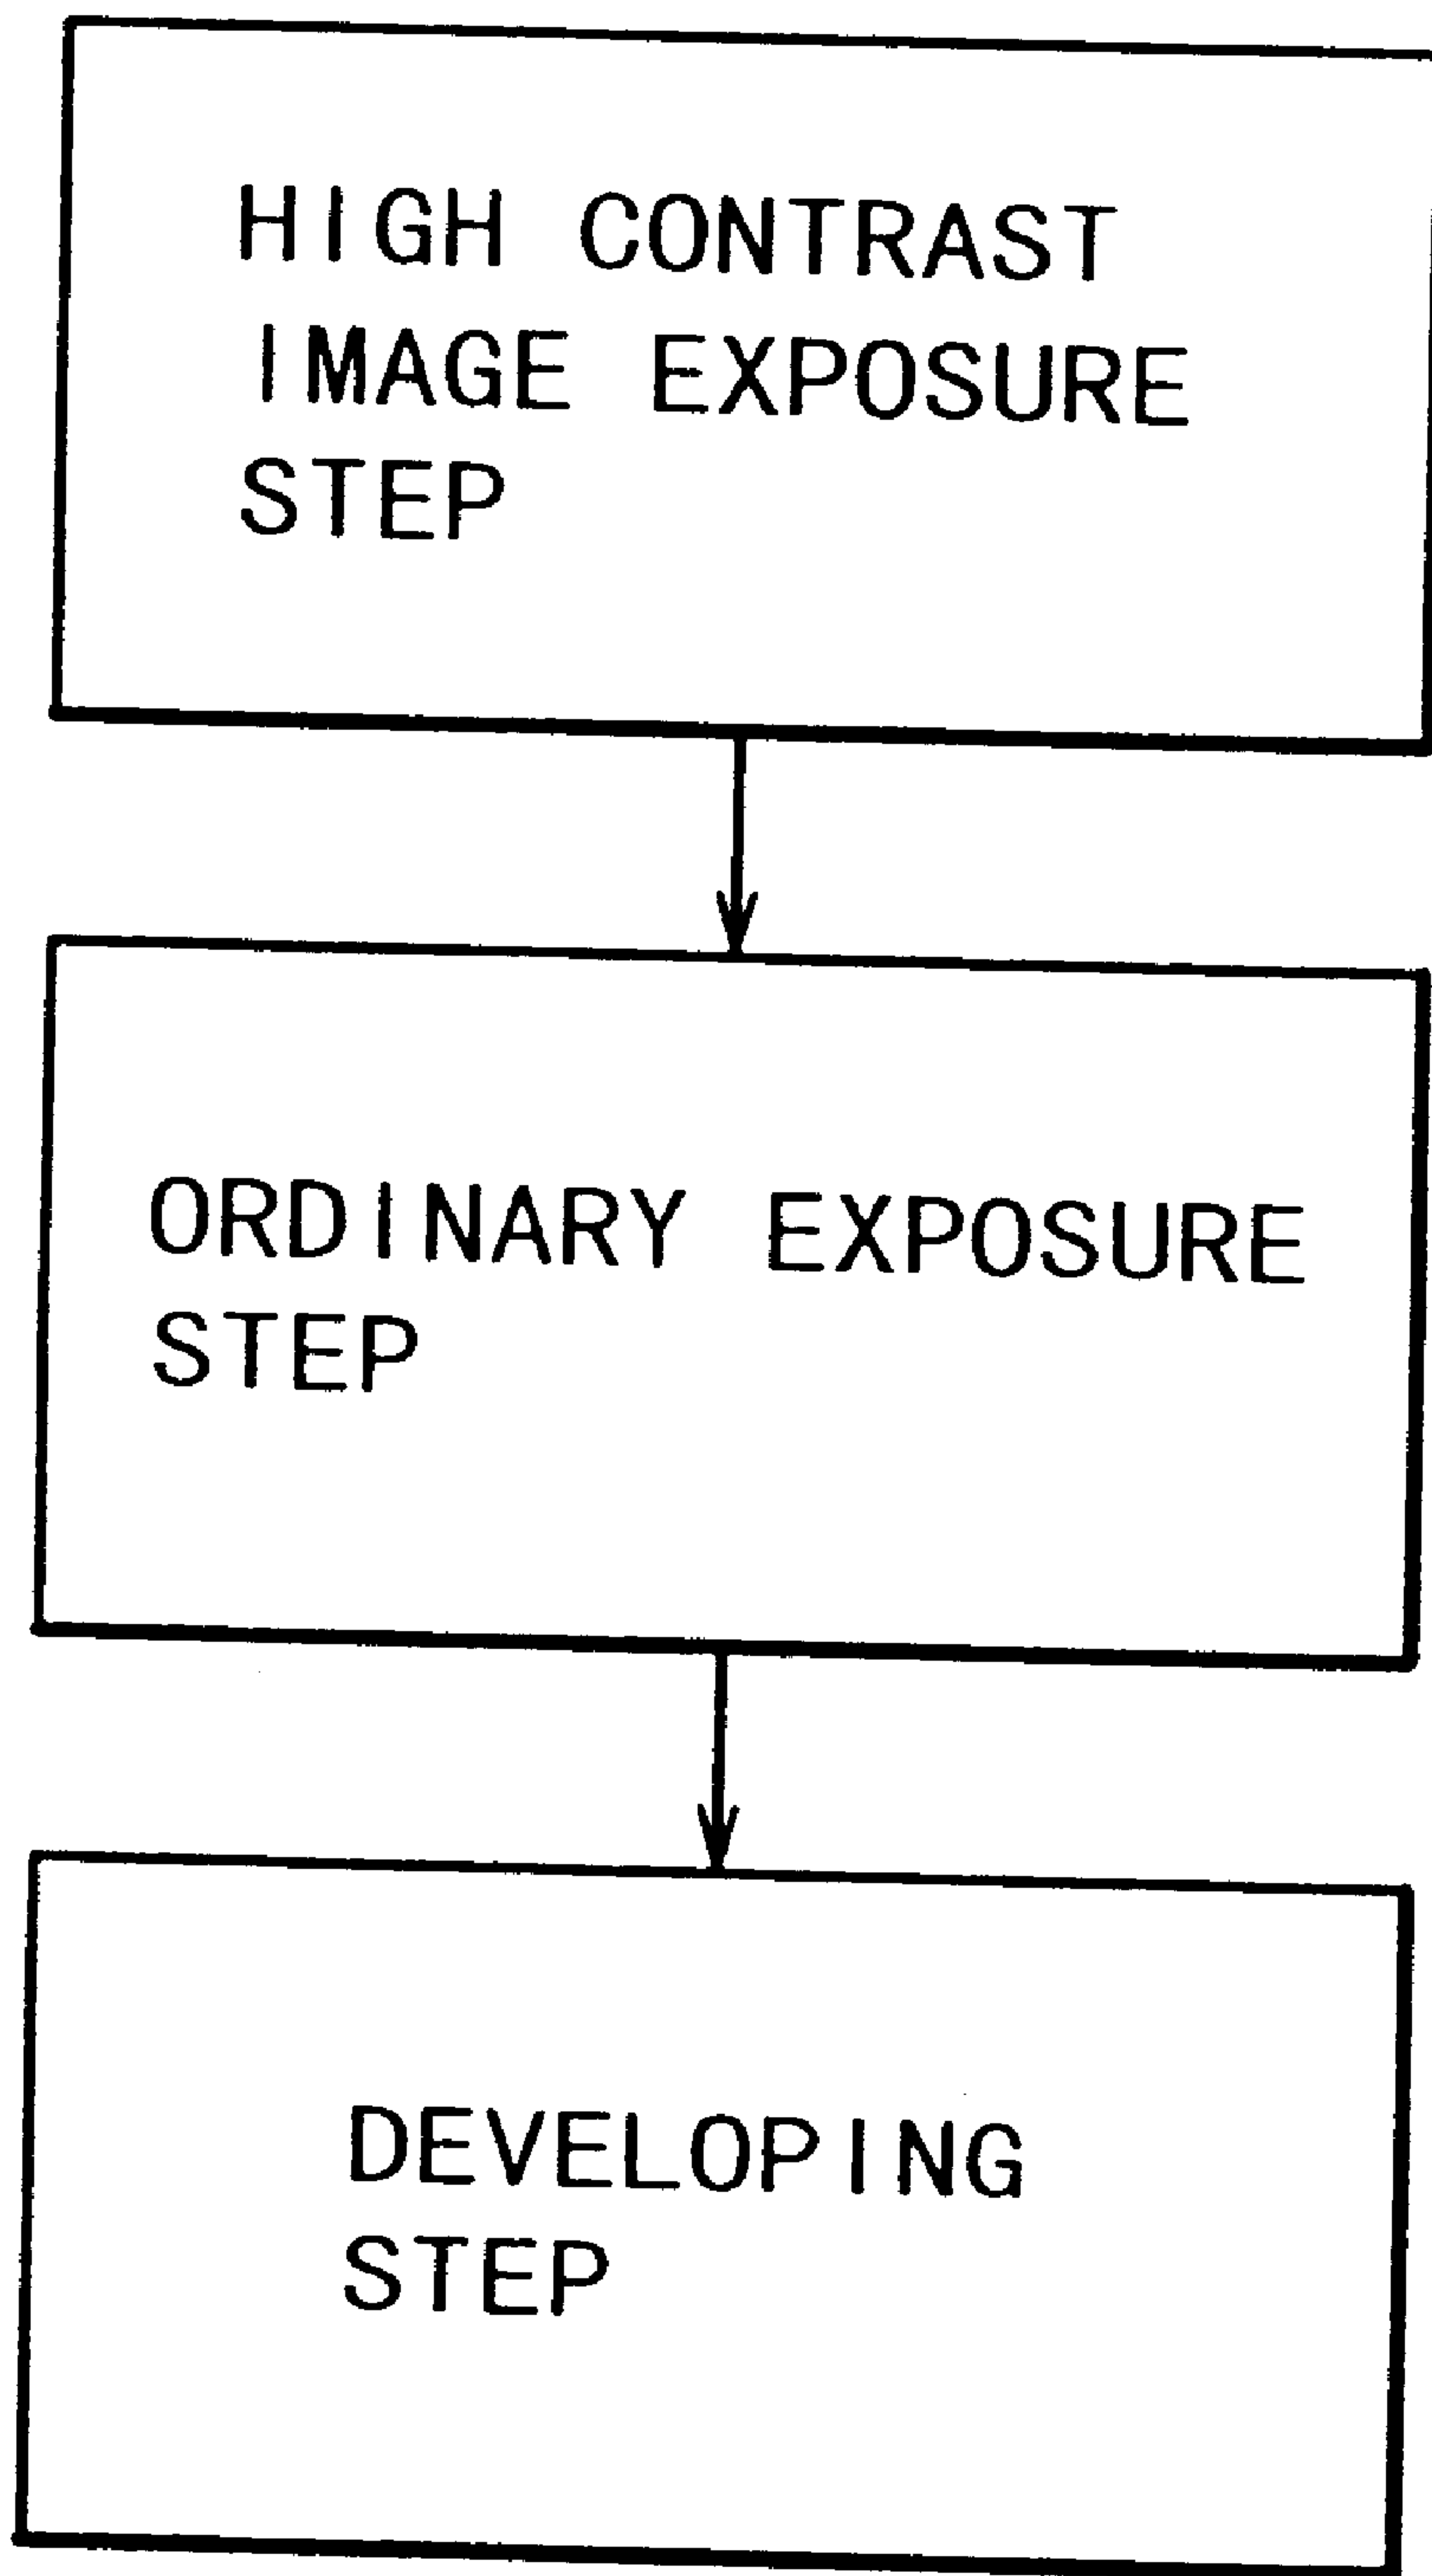 HIGH CONTRAST
IMAGE EXPOSURE
STEP
ORDINARY EXPOSURE
STEP
DEVELOPING
STEP